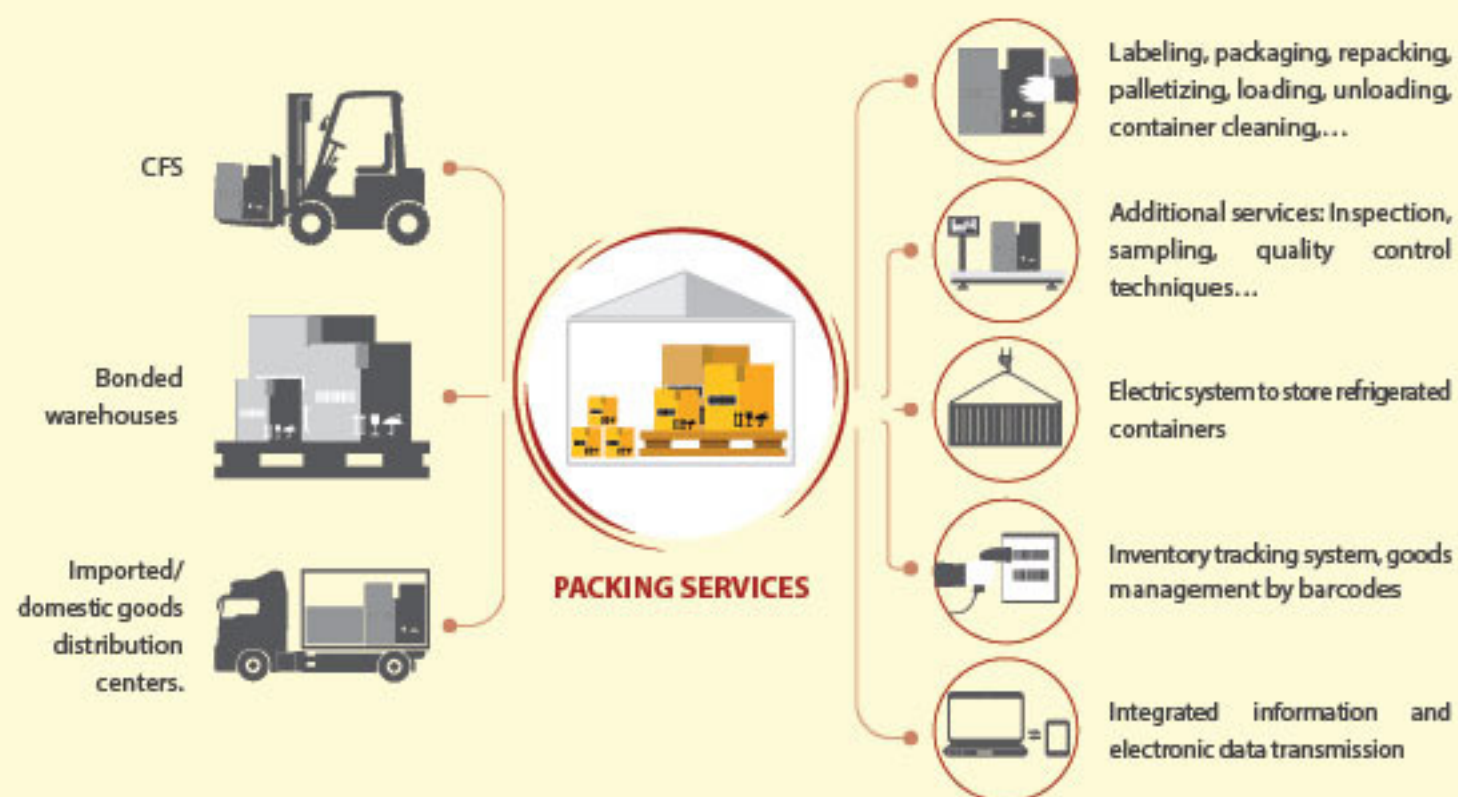 CFS
Bonded
warehouses
Imported/
domestic goods
distribution
centers.
PACKING SERVICES
Labeling, packaging, repacking,
palletizing, loading, unloading,
container cleaning,...
Additional services: Inspection,
sampling, quality control
techniques...
Electric system to store refrigerated
containers
Inventory tracking system, goods
management by barcodes
Integrated information and
electronic data transmission